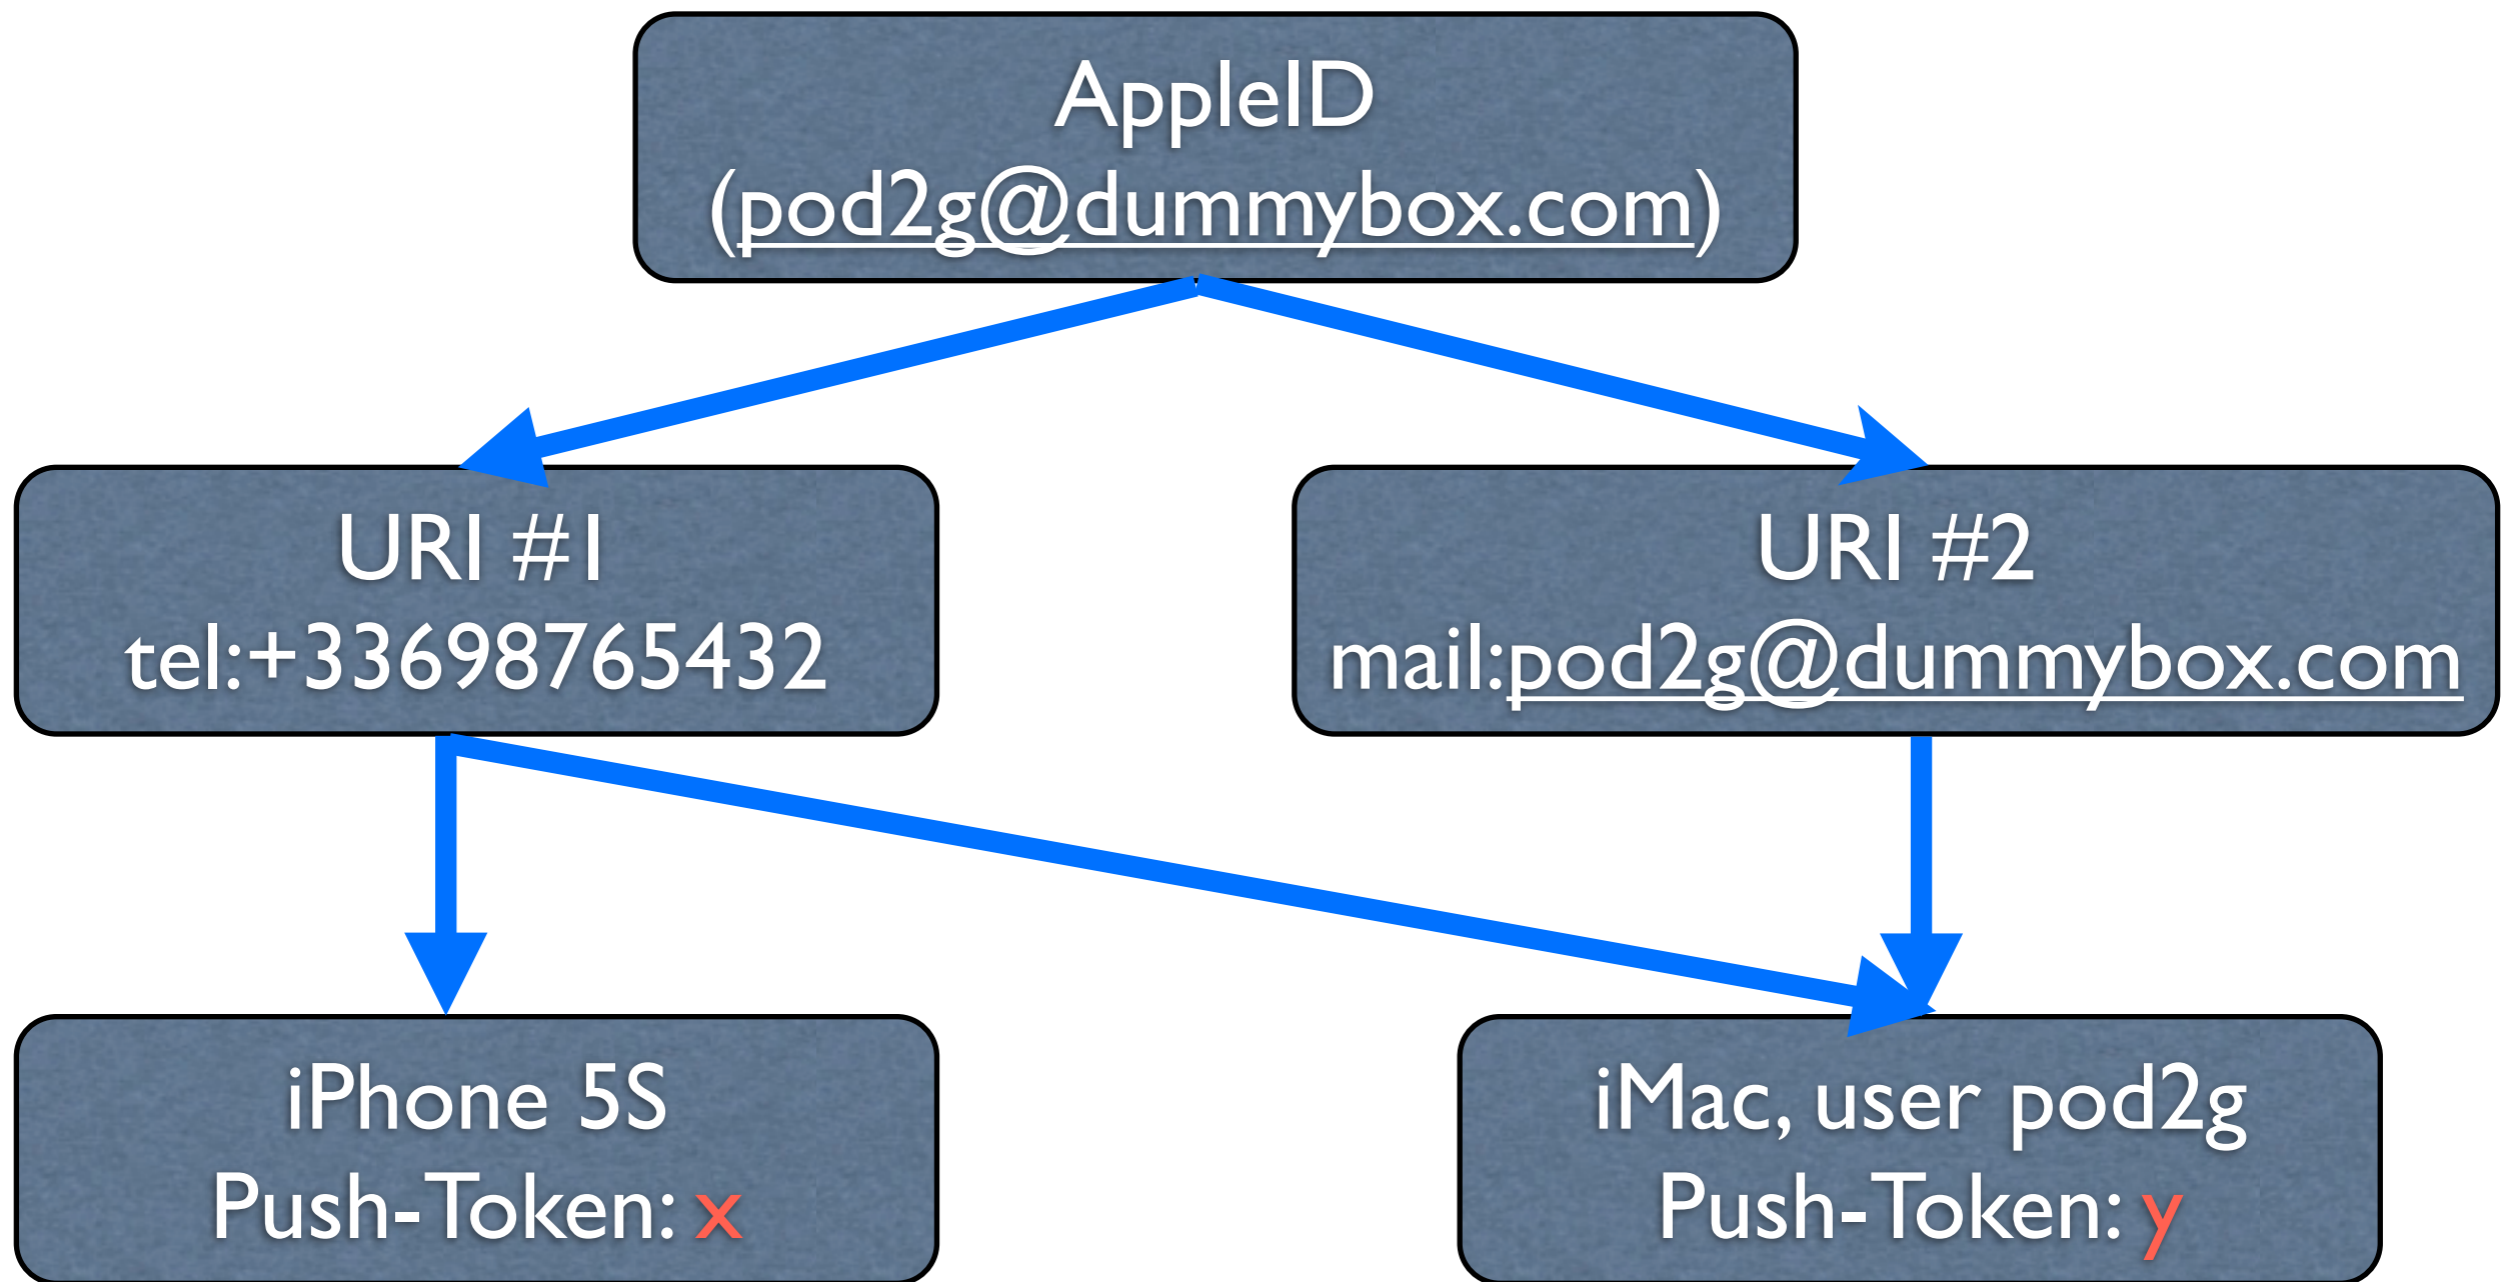 AppleID
(pod2g@dummybox.com)
URI #1
tel:+33698765432
URI #2
mail:pod2g@dummybox.com
iPhone 5S
Push-Token: x
iMac, user pod2g
Push-Token: y